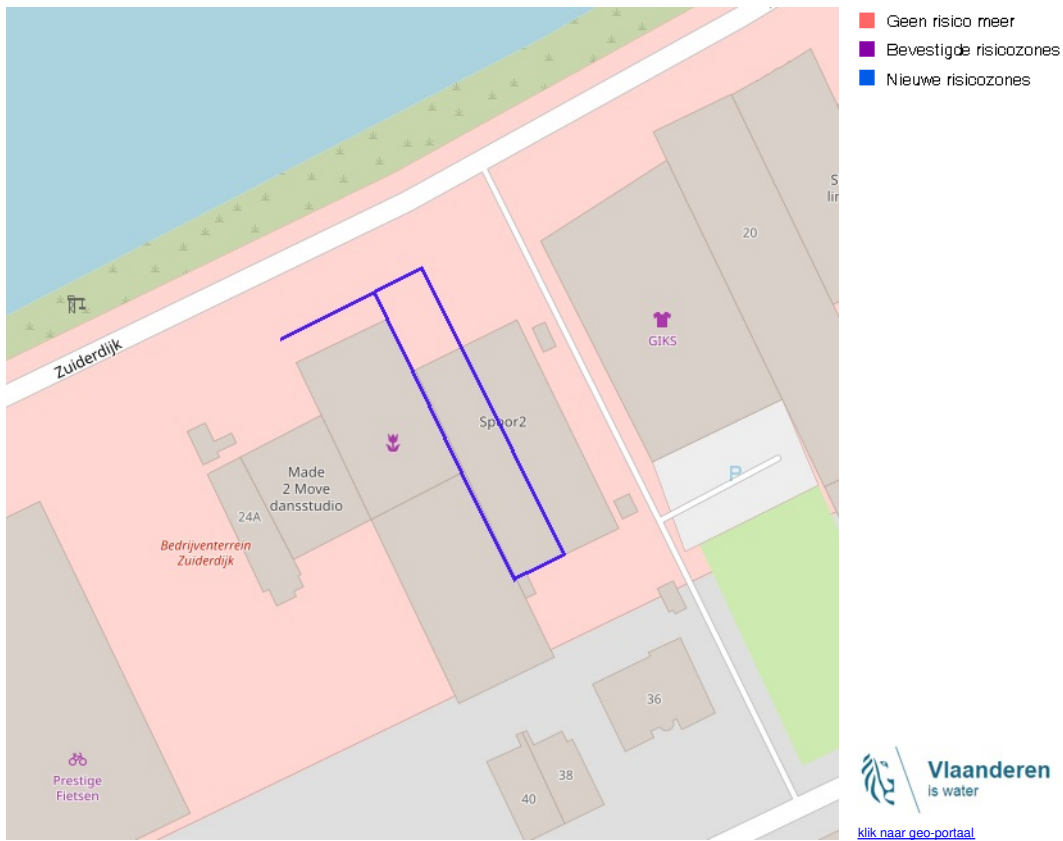 Geen risico meer
Bevestigde risicozones
Nieuwe risicozones
Zuiderdijk
20
GIKS
Spoor2
Made
2 Move
dansstudio
24A
Bedrijventerrein
Zuiderdijk
P
36
38
40
Prestige
Fietsen
Vlaanderen
is water
klik naar geo-portaal